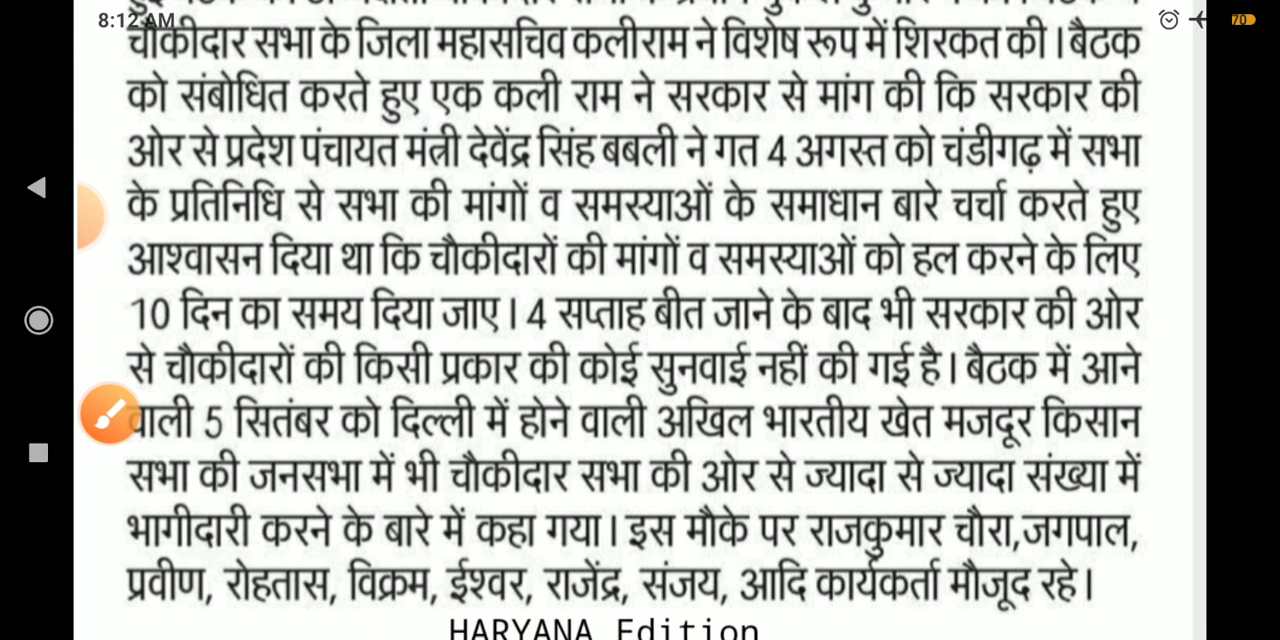 8:12 AM
70
चौकीदार सभा के जिला महासचिव कलीराम ने विशेष रूप में शिरकत की । बैठक
को संबोधित करते हुए एक कली राम ने सरकार से मांग की कि सरकार की
ओर से प्रदेश पंचायत मंत्री देवेंद्र सिंह बबली ने गत 4 अगस्त को चंडीगढ़ में सभा
के प्रतिनिधि से सभा की मांगों व समस्याओं के समाधान बारे चर्चा करते हुए
आश्वासन दिया था कि चौकीदारों की मांगों व समस्याओं को हल करने के लिए
10 दिन का समय दिया जाए । 4 सप्ताह बीत जाने के बाद भी सरकार की ओर
से चौकीदारों की किसी प्रकार की कोई सुनवाई नहीं की गई है । बैठक में आने
वाली 5 सितंबर को दिल्ली में होने वाली अखिल भारतीय खेत मजदूर किसान
सभा की जनसभा में भी चौकीदार सभा की ओर से ज्यादा से ज्यादा संख्या में
भागीदारी करने के बारे में कहा गया । इस मौके पर राजकुमार चौरा,जगपाल,
प्रवीण, रोहतास, विक्रम, ईश्वर, राजेंद्र, संजय, आदि कार्यकर्ता मौजूद रहे ।
HARYANA Edition